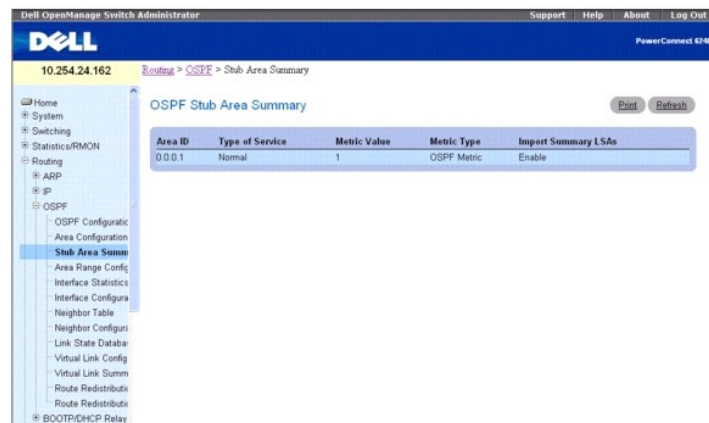 Dell OpenManage Switch Administrator Support Help About Log Out
DELL
PowerConnect 6248
10.254.24.162
Routing > OSPF > Stub Area Summary
Home
System
Switching
Statistics/RMON
Routing
ARP
IP
OSPF
OSPF Configuratic
Area Configuration
Stub Area Summ
Area Range Config
Interface Statistics
Interface Configura
Neighbor Table
Neighbor Configura
Link State Databa
Virtual Link Config
Virtual Link Summ
Route Redistributic
Route Redistributic
BOOTP/DHCP Relay
OSPF Stub Area Summary
Print Refresh
Area ID Type of Service Metric Value Metric Type Import Summary LSAs
0.0.0.1 Normal 1 OSPF Metric Enable